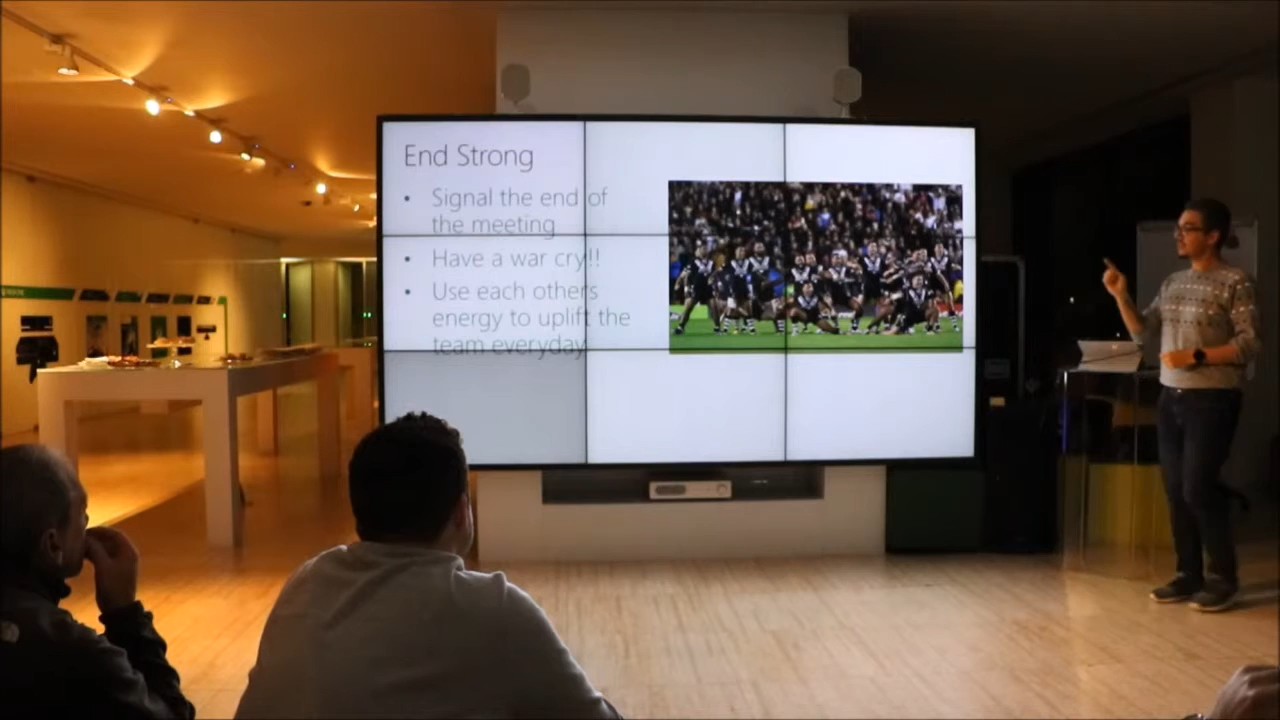 End Strong
• Signal the end of
the meeting
• Have a war cry!!
• Use each others
energy to uplift the
team everyday